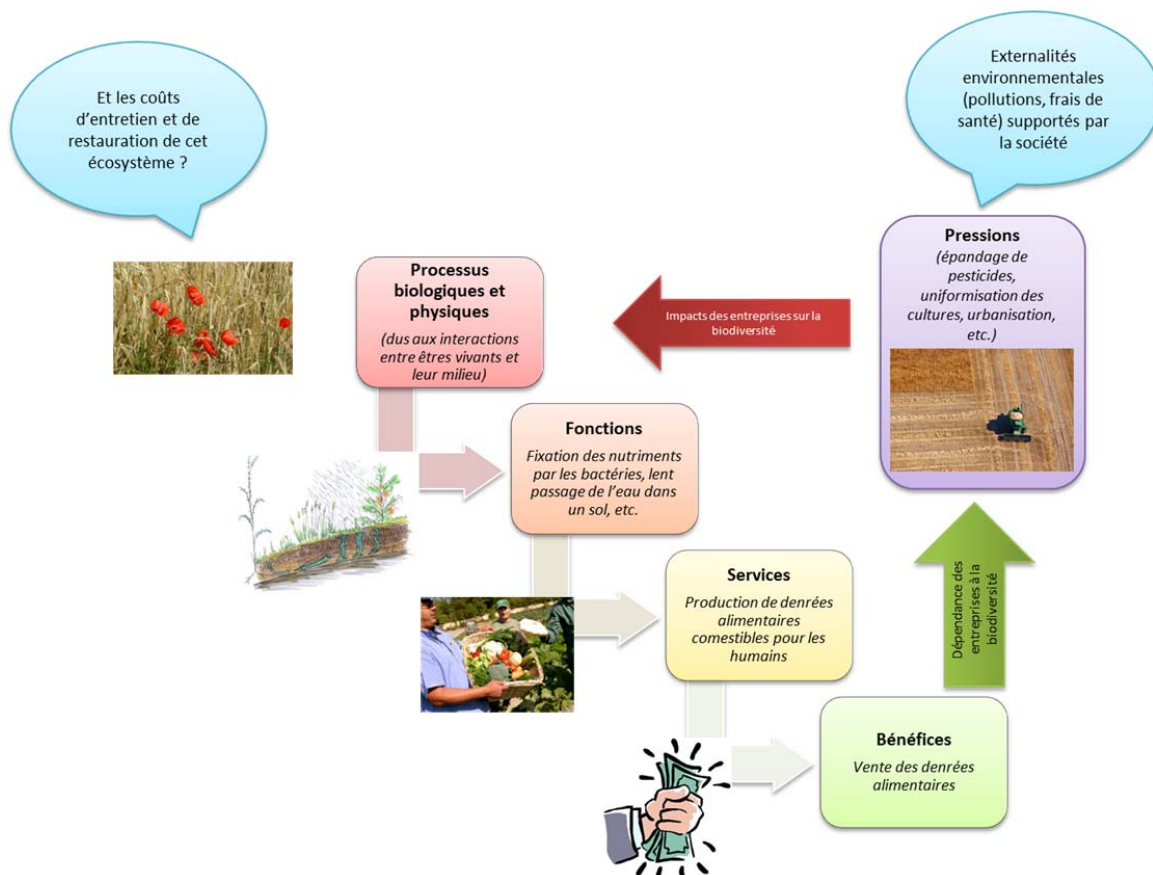 Et les coûts
d'entretien et de
restauration de cet
écosystème ?
Externalités
environnementales
(pollutions, frais de
santé) supportés par
la société
Processus
biologiques et
physiques
(dus aux interactions
entre êtres vivants et
leur milieu)
Impacts des entreprises sur la
biodiversité
Pressions
(épandage de
pesticides,
uniformisation des
cultures, urbanisation,
etc.)
Fonctions
Fixation des nutriments
par les bactéries, lent
passage de l'eau dans
un sol, etc.
Services
Production de denrées
alimentaires
comestibles pour les
humains
Dépendance des
entreprises à la
biodiversité
Bénéfices
Vente des denrées
alimentaires